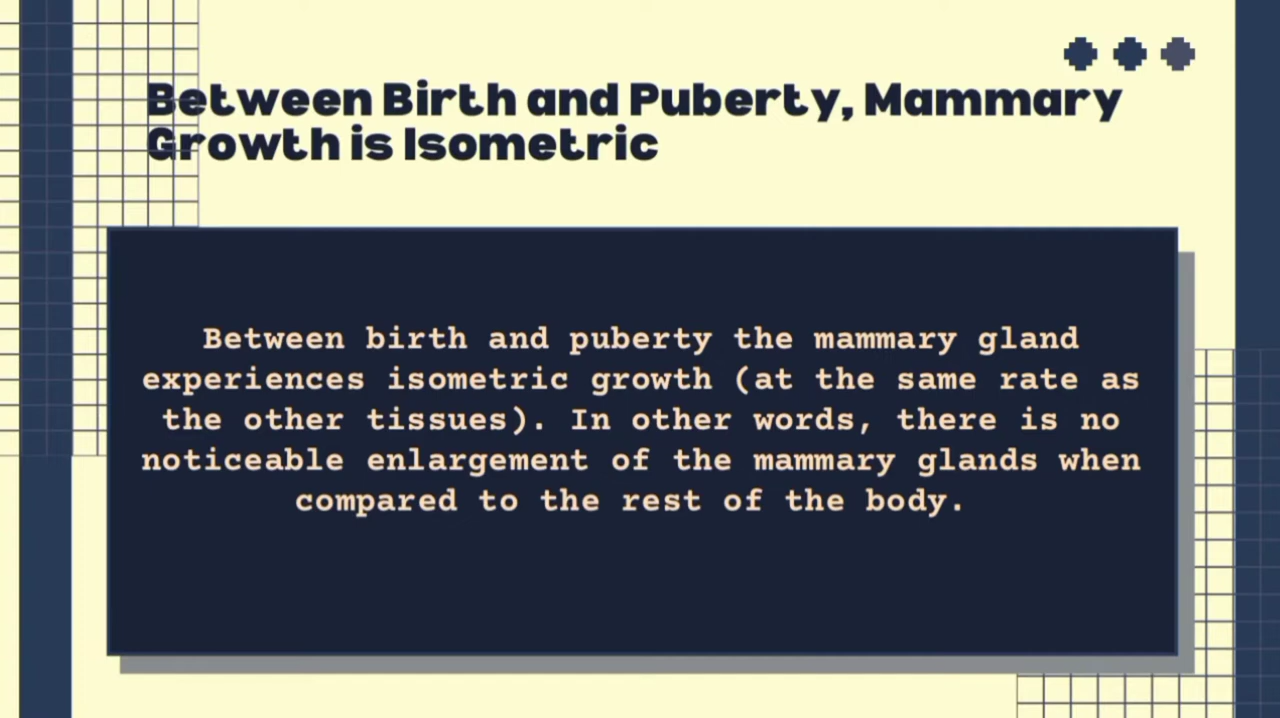 Between Birth and Puberty, Mammary
Growth is Isometric
Between birth and puberty the mammary gland
experiences isometric growth (at the same rate as
the other tissues). In other words, there is no
noticeable enlargement of the mammary glands when
compared to the rest of the body.